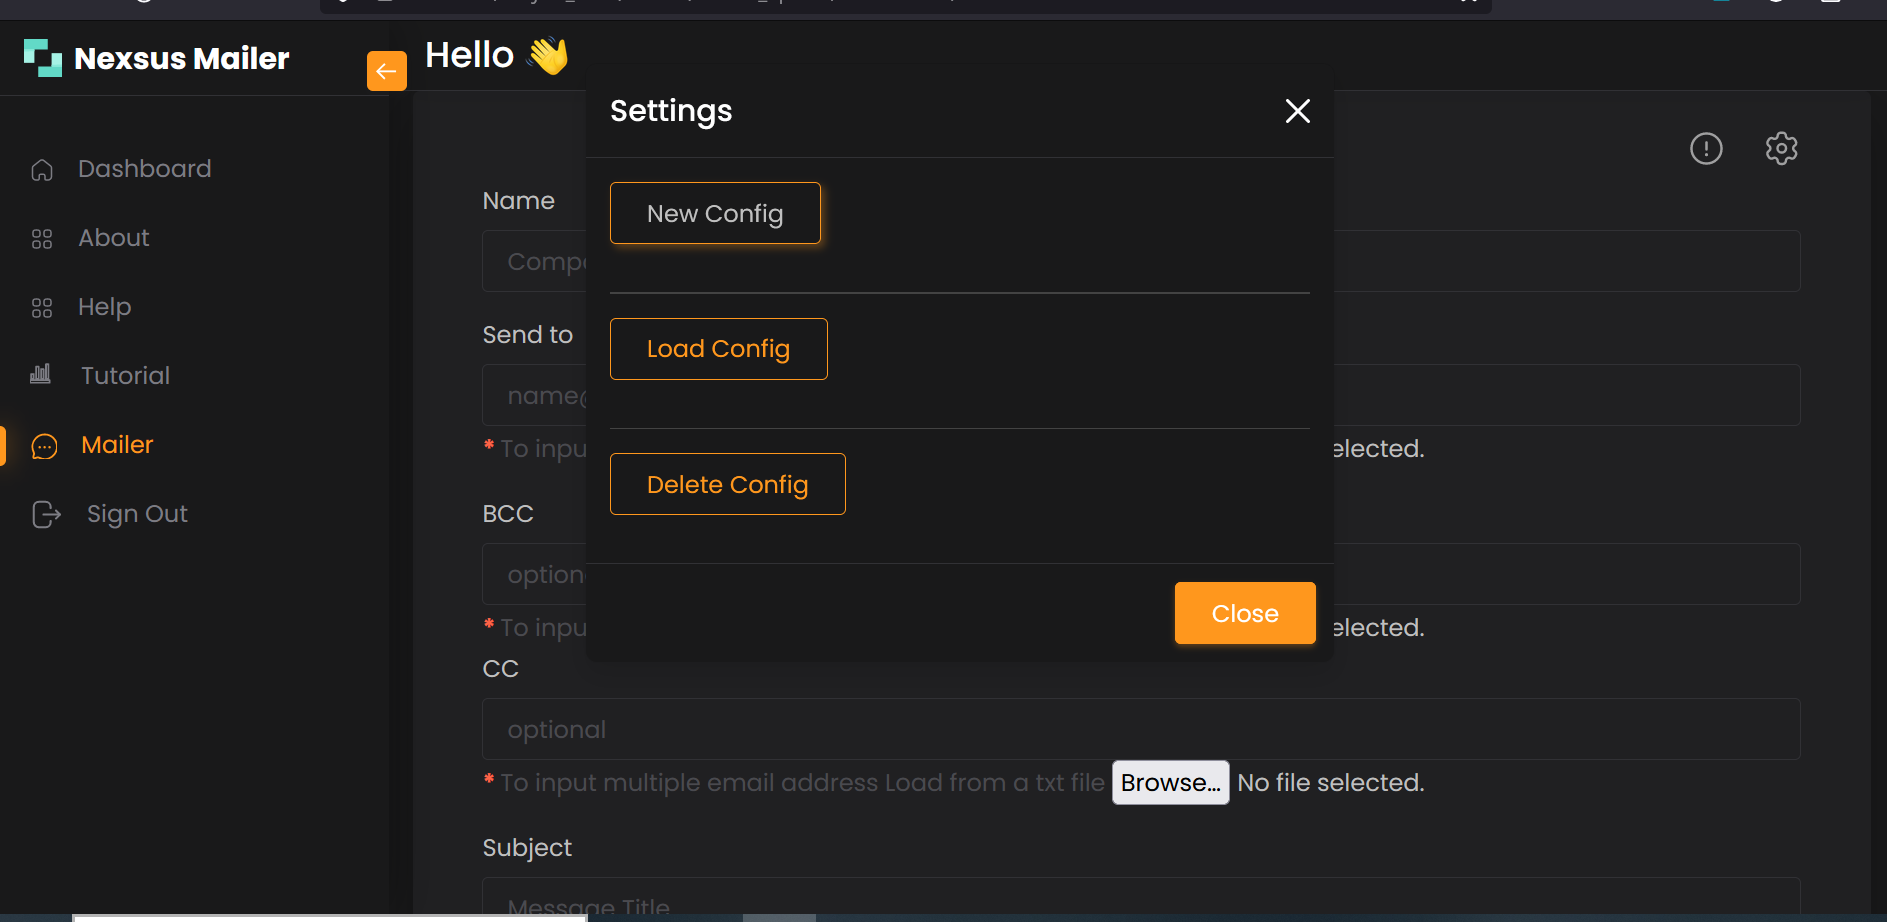 Nexsus Mailer
Hello 👋
Dashboard
About
Help
Tutorial
Mailer
Sign Out
Settings
New Config
Load Config
Delete Config
Close
Name
Send to
name@
* To inpu
elected.
BCC
option
* To inpu
elected.
CC
optional
* To input multiple email address Load from a txt file Browse... No file selected.
Subject
Message Title